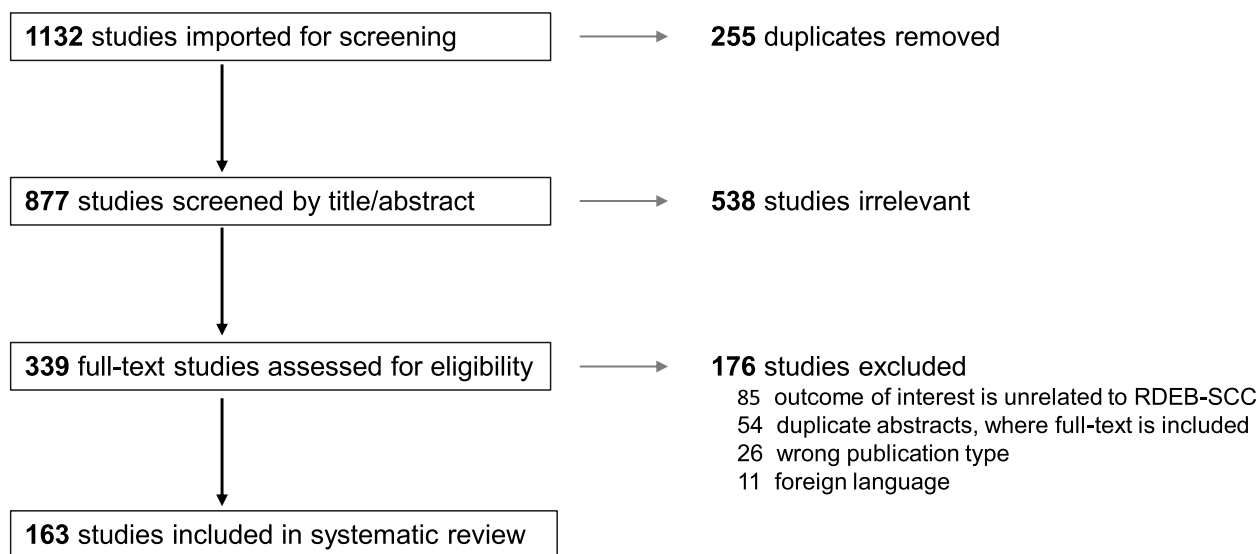 1132 studies imported for screening
255 duplicates removed
877 studies screened by title/abstract
538 studies irrelevant
339 full-text studies assessed for eligibility
176 studies excluded
85 outcome of interest is unrelated to RDEB-SCC
54 duplicate abstracts, where full-text is included
26 wrong publication type
11 foreign language
163 studies included in systematic review